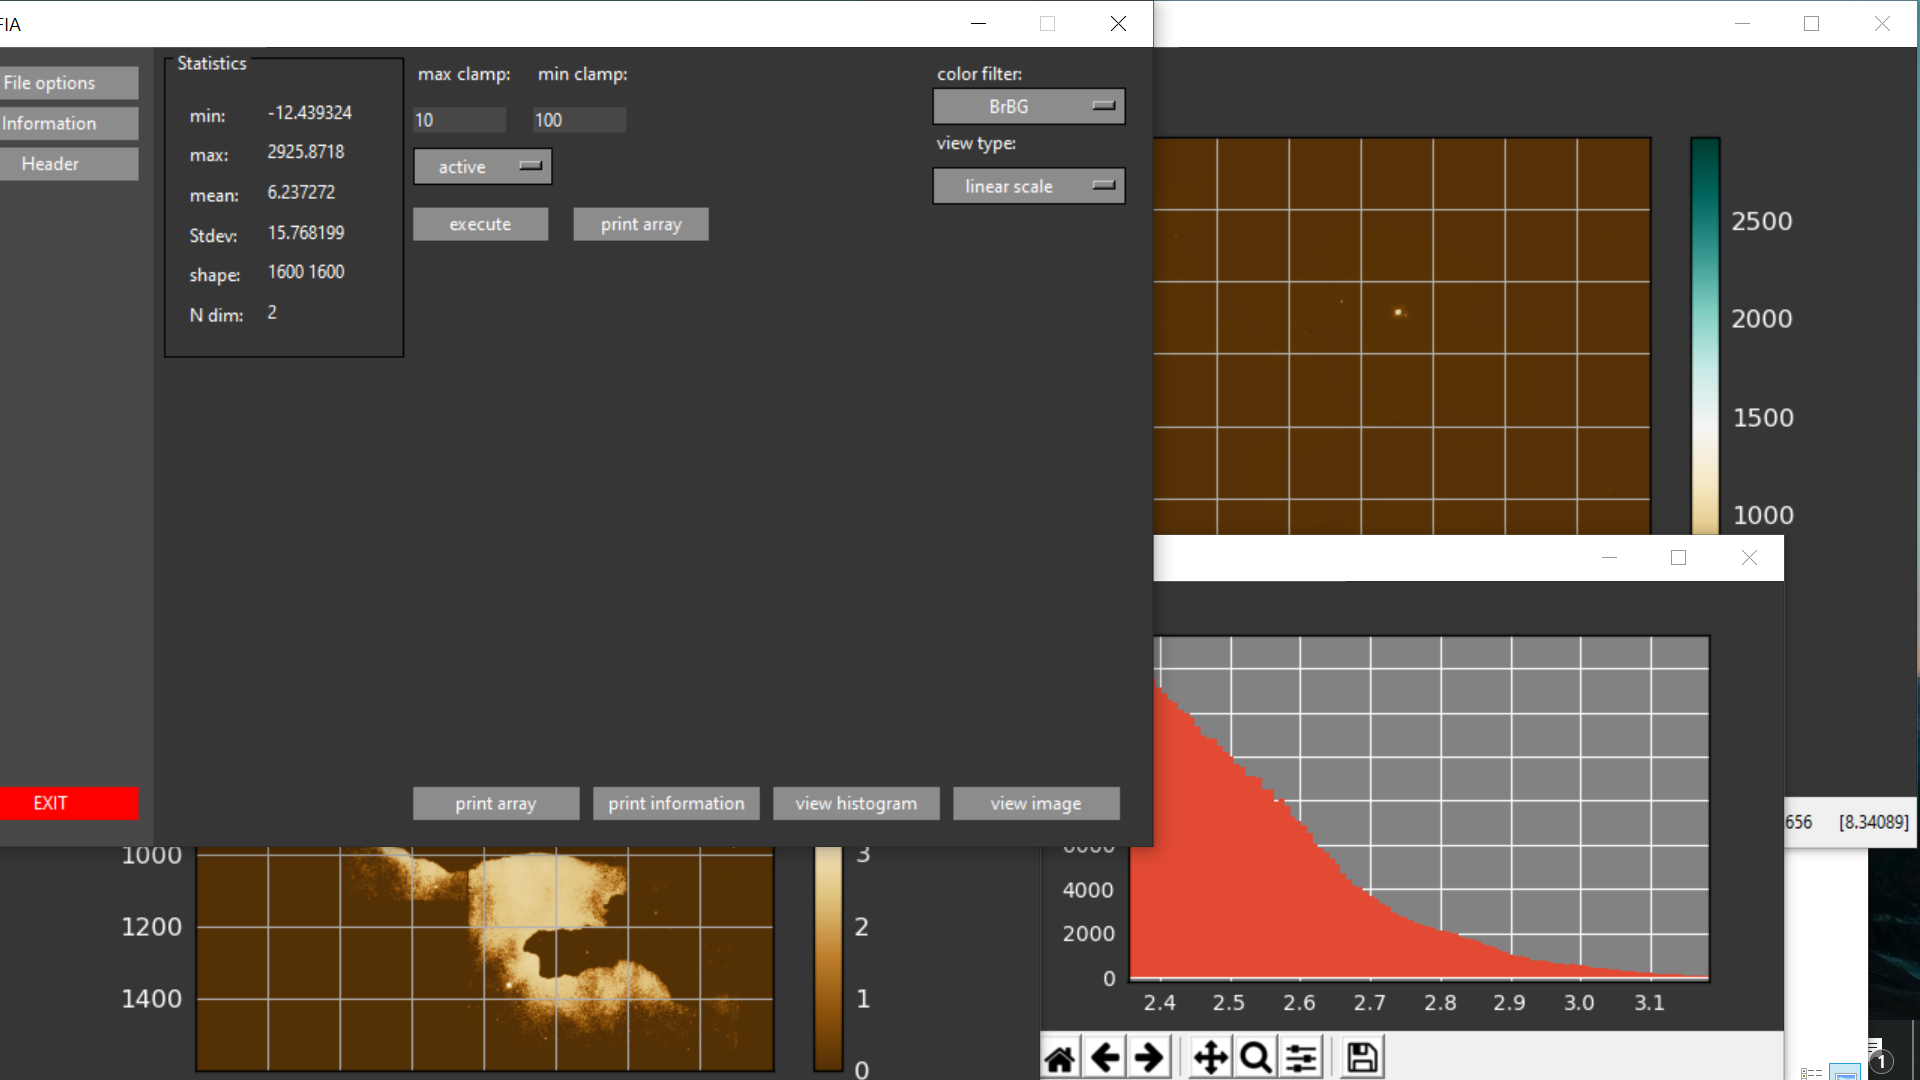 FIA
File options
Information
Header
EXIT
Statistics
min: -12.439324
max: 2925.8718
mean: 6.237272
Stdev: 15.768199
shape: 1600 1600
N dim: 2
max clamp: min clamp:
10 100
active
execute print array
color filter:
BrBG
view type:
linear scale
print array print information view histogram view image
2500
2000
1500
1000
656 [8.34089]
1000
1200
1400
3
2
1
0
6000
4000
2000
0
2.4 2.5 2.6 2.7 2.8 2.9 3.0 3.1
1